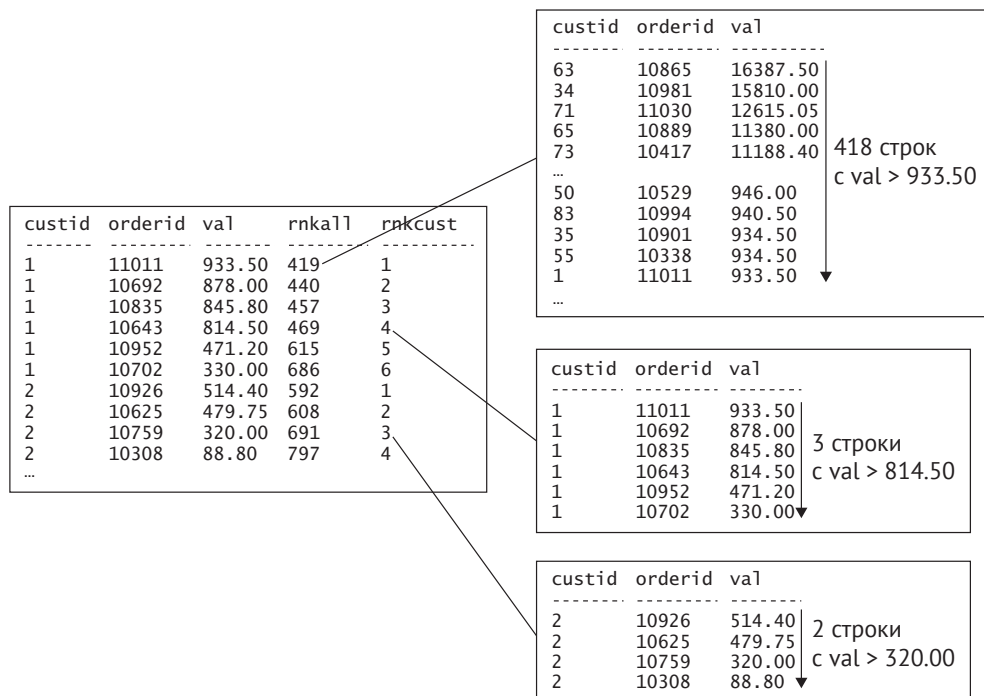 custid orderid val
------- --------- ----------
63 10865 16387.50
34 10981 15810.00
71 11030 12615.05
65 10889 11380.00
73 10417 11188.40
…
50 10529 946.00
83 10994 940.50
35 10901 934.50
55 10338 934.50
1 11011 933.50
…
418 строк
с val > 933.50
custid orderid val rnkall rnkcust
------- --------- ------- ------- ----------
1 11011 933.50 419 1
1 10692 878.00 440 2
1 10835 845.80 457 3
1 10643 814.50 469 4
1 10952 471.20 615 5
1 10702 330.00 686 6
2 10926 514.40 592 1
2 10625 479.75 608 2
2 10759 320.00 691 3
2 10308 88.80 797 4
…
custid orderid val
------- --------- -------
1 11011 933.50
1 10692 878.00
1 10835 845.80
1 10643 814.50
1 10952 471.20
1 10702 330.00
3 строки
с val > 814.50
custid orderid val
------- --------- -------
2 10926 514.40
2 10625 479.75
2 10759 320.00
2 10308 88.80
2 строки
с val > 320.00